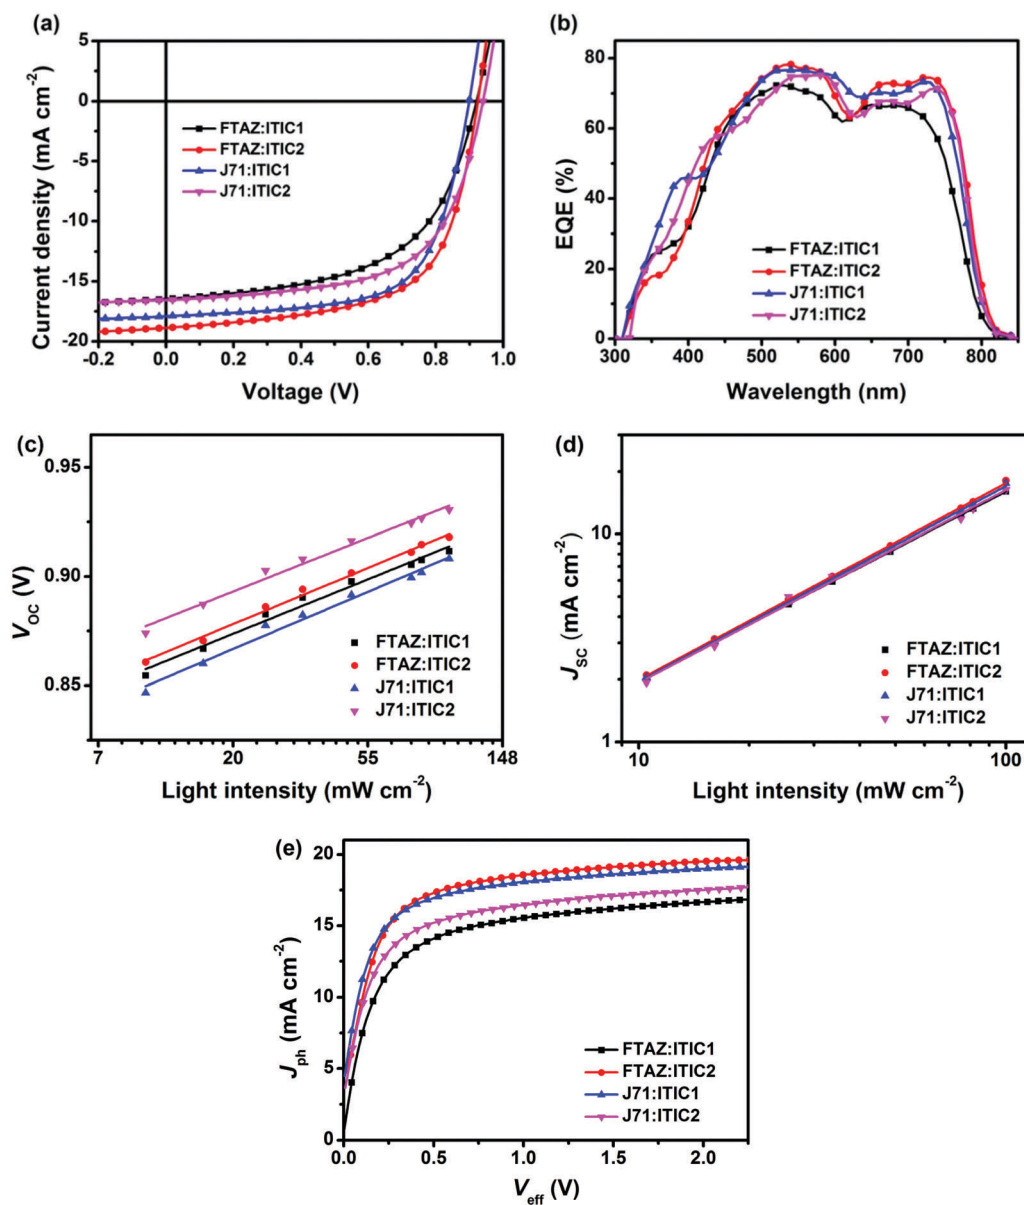 (a)
5
0
-5
-10
-15
-20
-0.2 0.0 0.2 0.4 0.6 0.8 1.0
Current density (mA cm-2)
Voltage (V)
FTAZ:ITIC1
FTAZ:ITIC2
J71:ITIC1
J71:ITIC2
(b)
80
60
40
20
0
300 400 500 600 700 800
EQE (%)
Wavelength (nm)
FTAZ:ITIC1
FTAZ:ITIC2
J71:ITIC1
J71:ITIC2
(c)
0.95
0.90
0.85
7 20 55 148
VOC (V)
Light intensity (mW cm-2)
FTAZ:ITIC1
FTAZ:ITIC2
J71:ITIC1
J71:ITIC2
(d)
10
1
10 100
JSC (mA cm-2)
Light intensity (mW cm-2)
FTAZ:ITIC1
FTAZ:ITIC2
J71:ITIC1
J71:ITIC2
(e)
20
15
10
5
0
0.0 0.5 1.0 1.5 2.0
Jph (mA cm-2)
Veff (V)
FTAZ:ITIC1
FTAZ:ITIC2
J71:ITIC1
J71:ITIC2